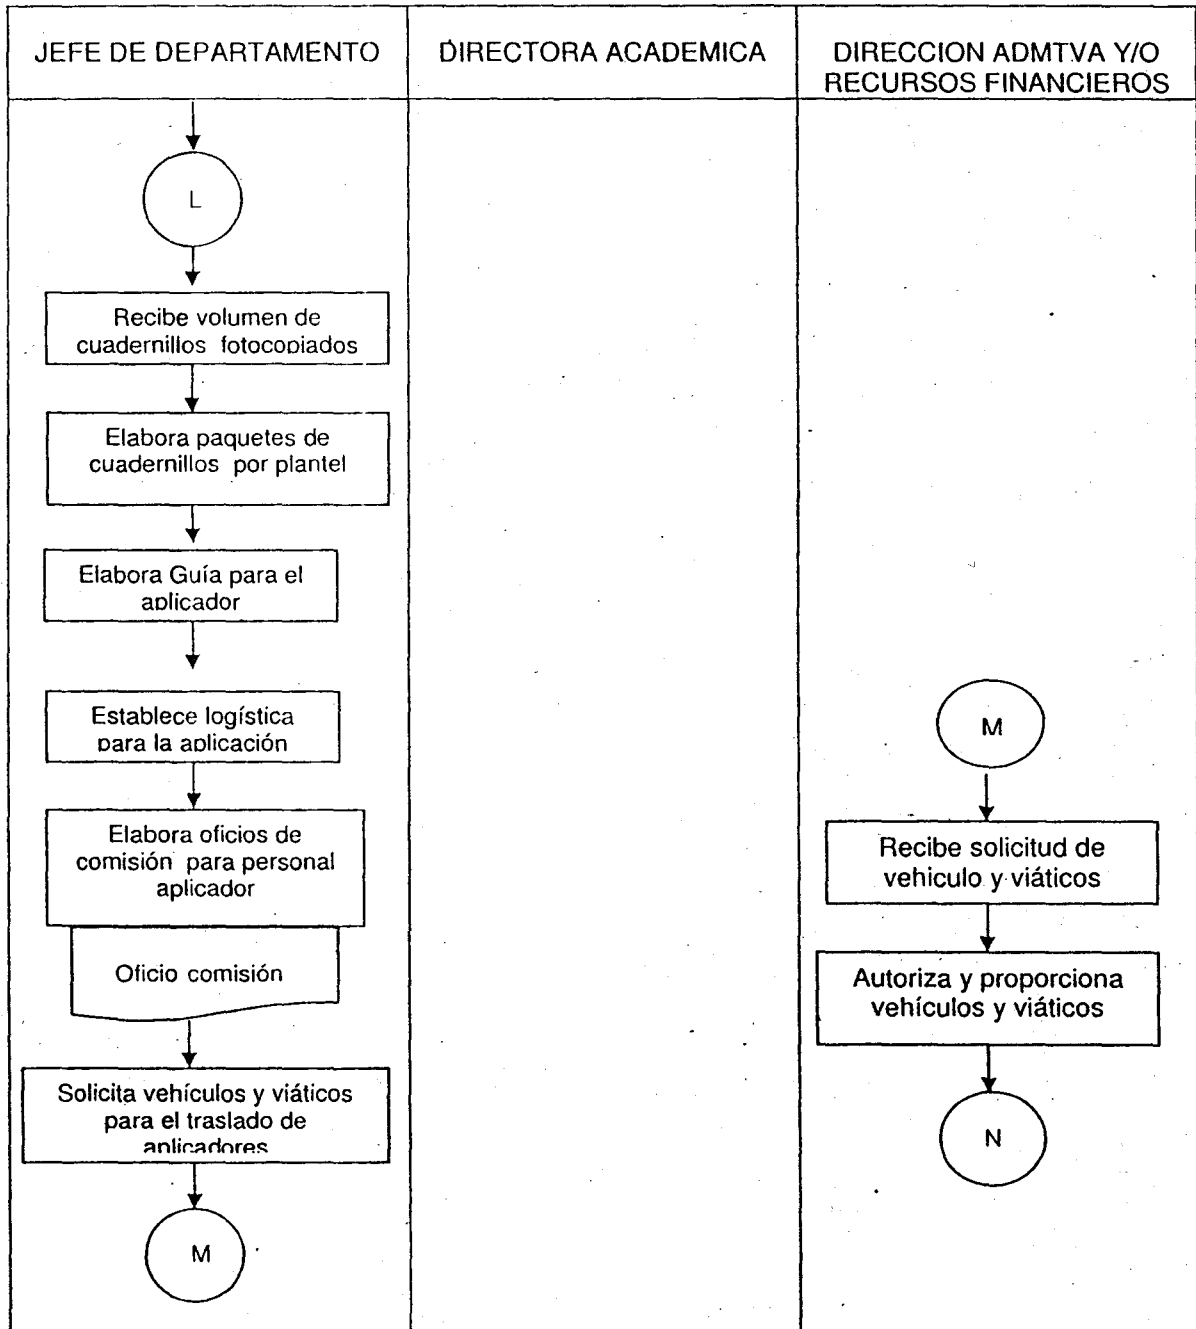 JEFE DE DEPARTAMENTO
DIRECTORA ACADEMICA
DIRECCION ADMTVA Y/O
RECURSOS FINANCIEROS
L
Recibe volumen de
cuadernillos fotocopiados
Elabora paquetes de
cuadernillos por plantel
Elabora Guía para el
aplicador
Establece logística
para la aplicación
Elabora oficios de
comisión para personal
aplicador
Oficio comisión
Solicita vehículos y viáticos
para el traslado de
aplicadores
M
M
Recibe solicitud de
vehiculo y viáticos
Autoriza y proporciona
vehículos y viáticos
N